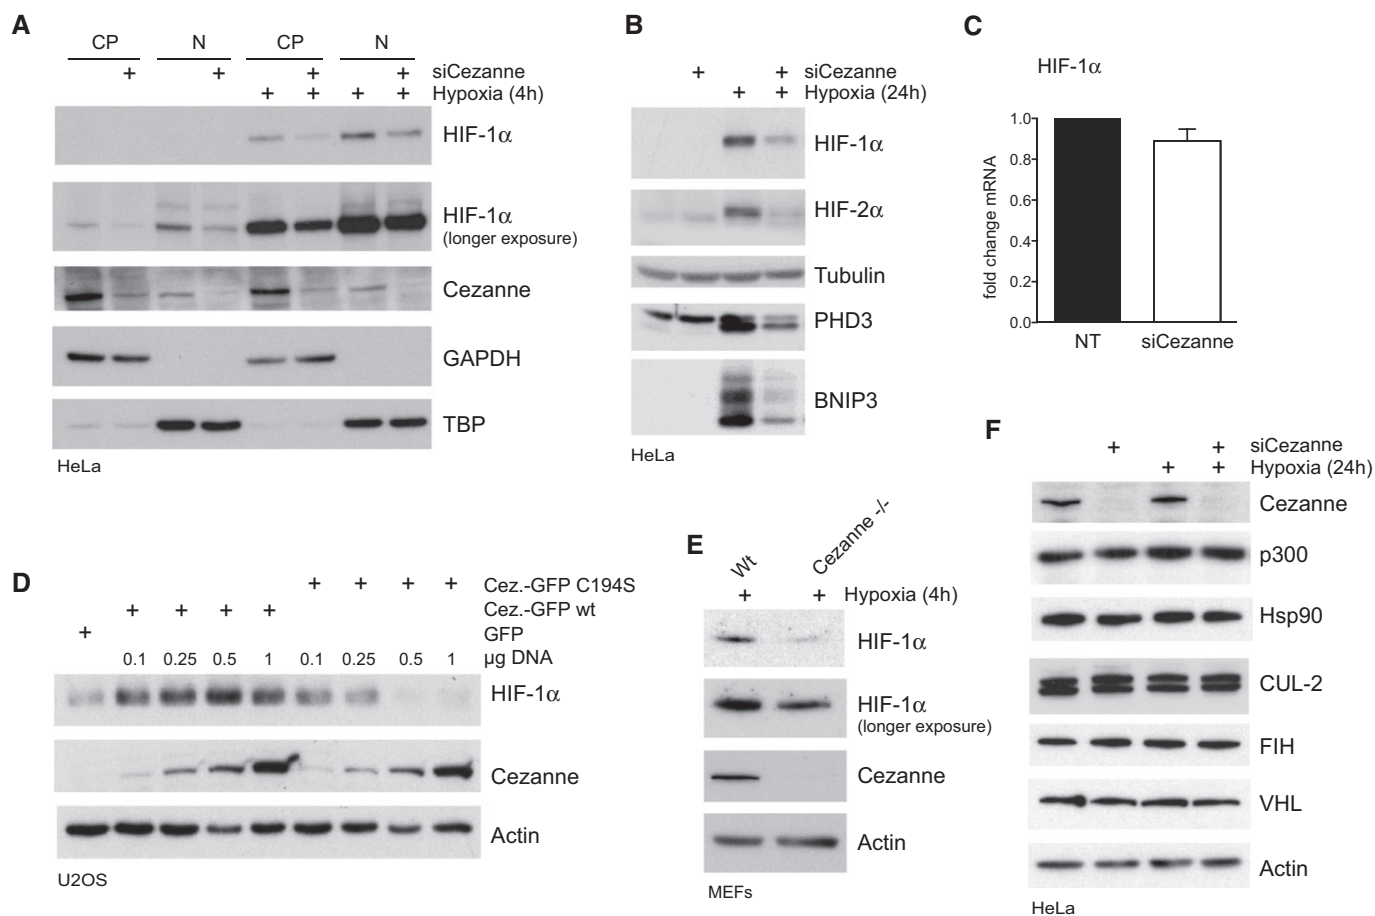 A
CP N CP N
+ + + + siCezanne
+ + + + Hypoxia (4h)
HIF-1α
HIF-1α
(longer exposure)
Cezanne
GAPDH
TBP
HeLa
B
+ + siCezanne
+ + Hypoxia (24h)
HIF-1α
HIF-2α
Tubulin
PHD3
BNIP3
HeLa
C
HIF-1α
fold change mRNA
1.0
0.8
0.6
0.4
0.2
0.0
NT siCezanne
D
+ + + + Cez.-GFP C194S
+ + + + Cez.-GFP wt
+ GFP
0.1 0.25 0.5 1 0.1 0.25 0.5 1 µg DNA
HIF-1α
Cezanne
Actin
U2OS
E
Wt Cezanne -/-
+ + Hypoxia (4h)
HIF-1α
HIF-1α
(longer exposure)
Cezanne
Actin
MEFs
F
+ + siCezanne
+ + Hypoxia (24h)
Cezanne
p300
Hsp90
CUL-2
FIH
VHL
Actin
HeLa